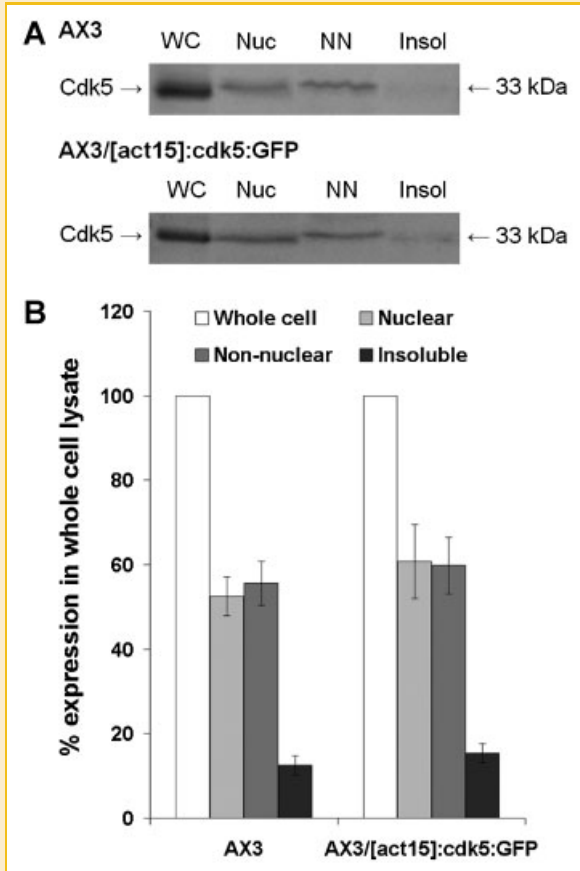 A AX3
WC Nuc NN Insol
Cdk5 → ← 33 kDa
AX3/[act15]:cdk5:GFP
WC Nuc NN Insol
Cdk5 → ← 33 kDa
B
Whole cell Nuclear
Non-nuclear Insoluble
% expression in whole cell lysate
120
100
80
60
40
20
0
AX3 AX3/[act15]:cdk5:GFP